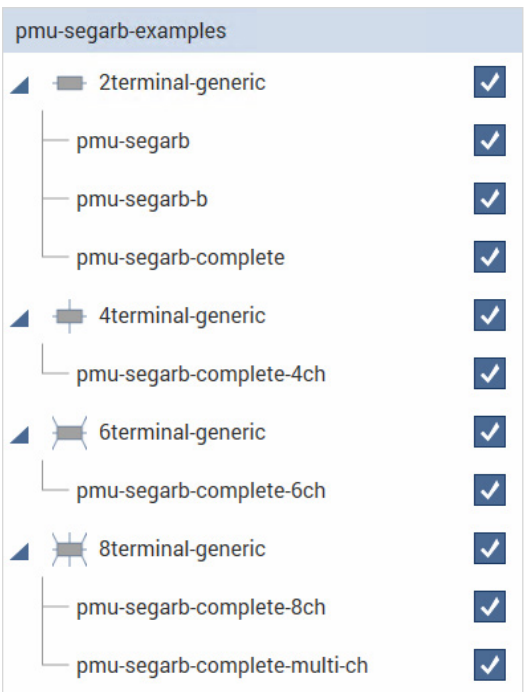 pmu-segarb-examples
2terminal-generic
pmu-segarb
pmu-segarb-b
pmu-segarb-complete
4terminal-generic
pmu-segarb-complete-4ch
6terminal-generic
pmu-segarb-complete-6ch
8terminal-generic
pmu-segarb-complete-8ch
pmu-segarb-complete-multi-ch